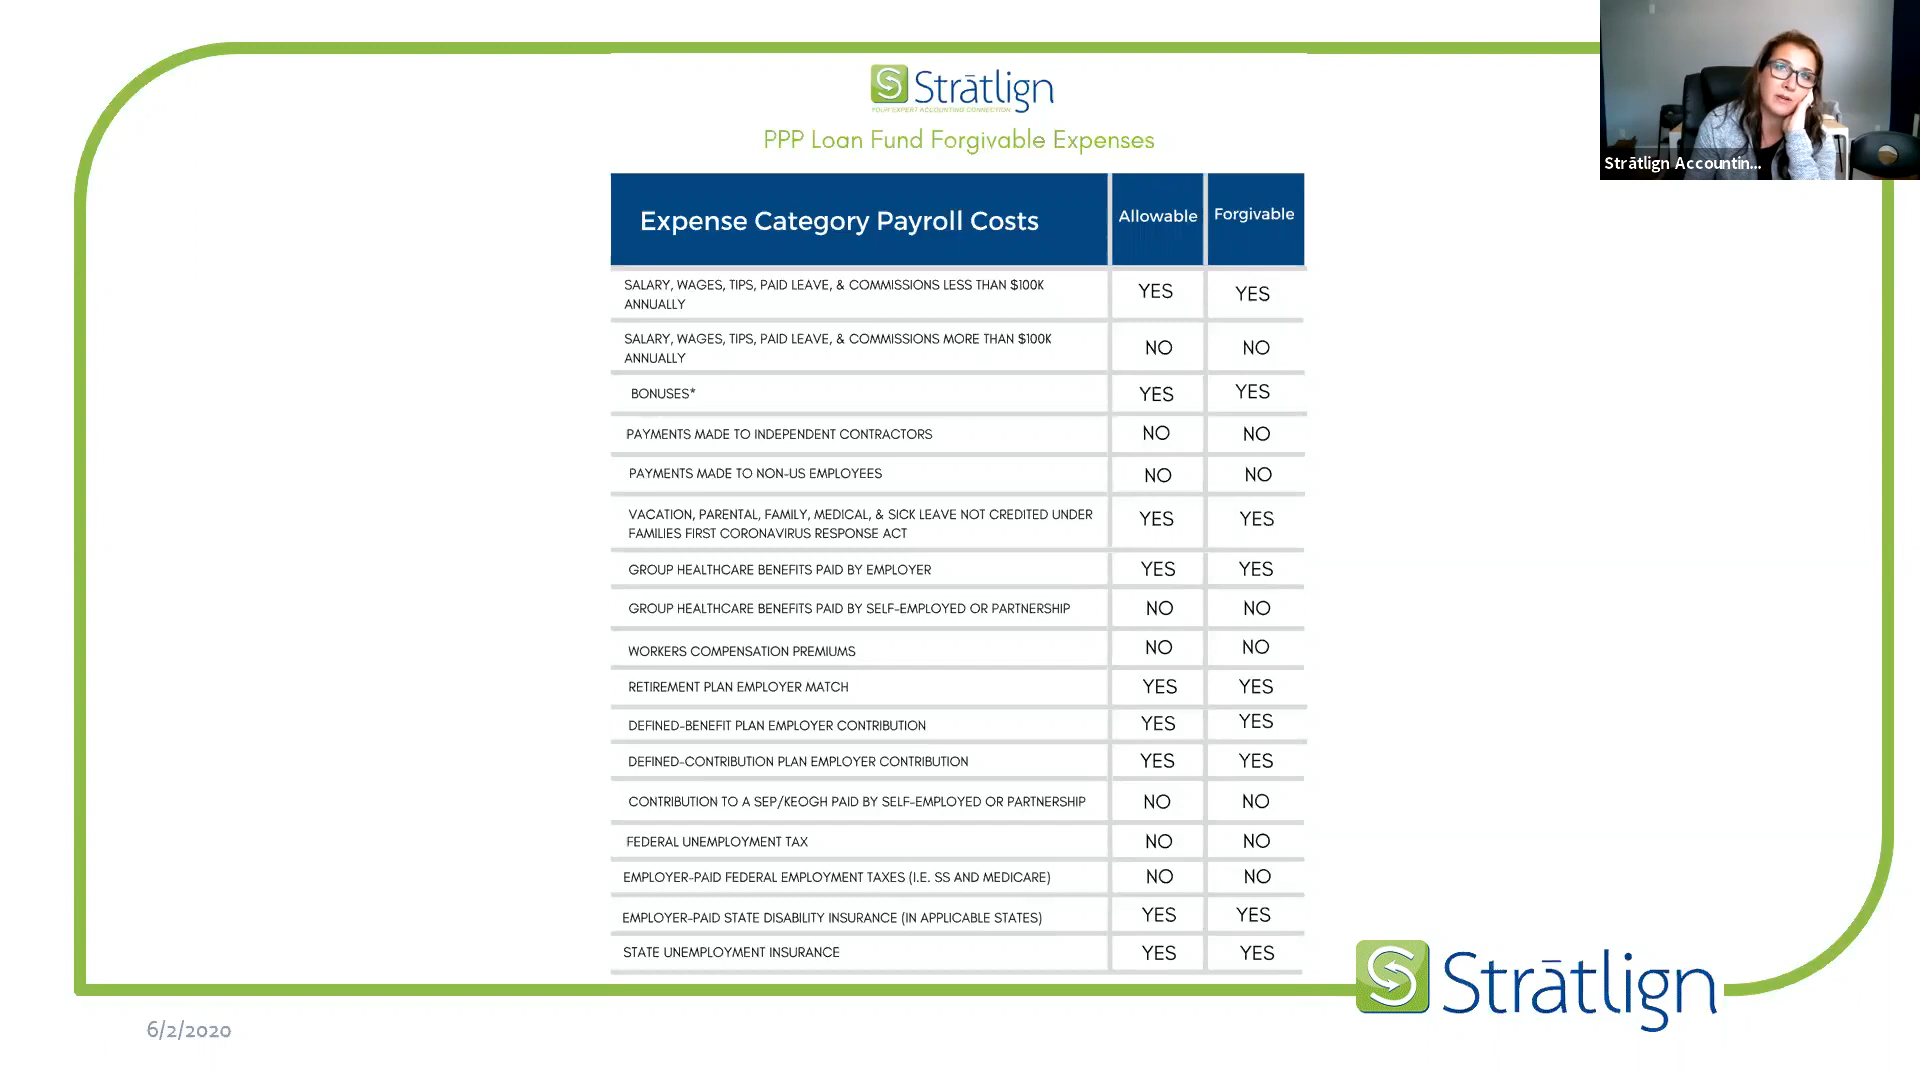 Strātlign
YOUR EXPERT ACCOUNTING CONNECTION
PPP Loan Fund Forgivable Expenses
Strātlign Accountin...
Expense Category Payroll Costs Allowable Forgivable
SALARY, WAGES, TIPS, PAID LEAVE, & COMMISSIONS LESS THAN $100K
ANNUALLY YES YES
SALARY, WAGES, TIPS, PAID LEAVE, & COMMISSIONS MORE THAN $100K
ANNUALLY NO NO
BONUSES* YES YES
PAYMENTS MADE TO INDEPENDENT CONTRACTORS NO NO
PAYMENTS MADE TO NON-US EMPLOYEES NO NO
VACATION, PARENTAL, FAMILY, MEDICAL, & SICK LEAVE NOT CREDITED UNDER
FAMILIES FIRST CORONAVIRUS RESPONSE ACT YES YES
GROUP HEALTHCARE BENEFITS PAID BY EMPLOYER YES YES
GROUP HEALTHCARE BENEFITS PAID BY SELF-EMPLOYED OR PARTNERSHIP NO NO
WORKERS COMPENSATION PREMIUMS NO NO
RETIREMENT PLAN EMPLOYER MATCH YES YES
DEFINED-BENEFIT PLAN EMPLOYER CONTRIBUTION YES YES
DEFINED-CONTRIBUTION PLAN EMPLOYER CONTRIBUTION YES YES
CONTRIBUTION TO A SEP/KEOGH PAID BY SELF-EMPLOYED OR PARTNERSHIP NO NO
FEDERAL UNEMPLOYMENT TAX NO NO
EMPLOYER-PAID FEDERAL EMPLOYMENT TAXES (I.E. SS AND MEDICARE) NO NO
EMPLOYER-PAID STATE DISABILITY INSURANCE (IN APPLICABLE STATES) YES YES
STATE UNEMPLOYMENT INSURANCE YES YES
Strātlign
6/2/2020